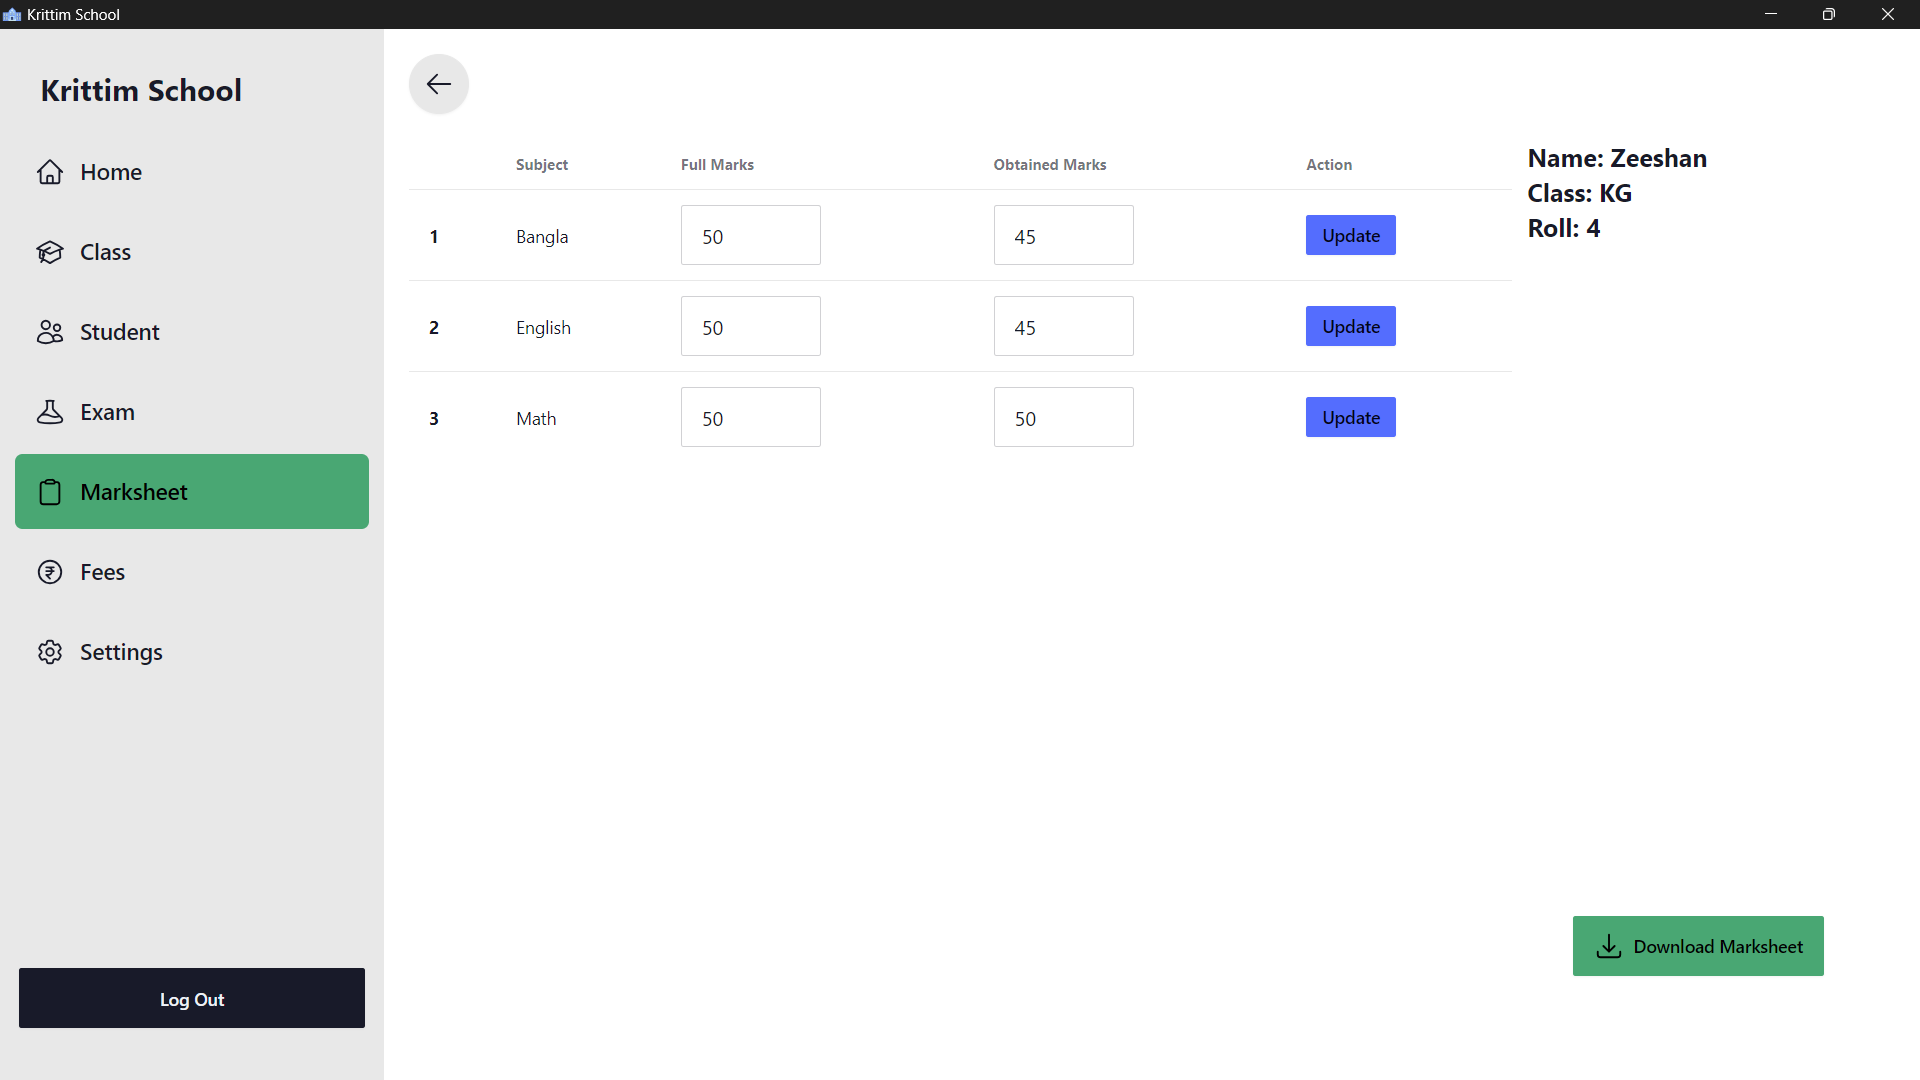 Krittim School
Krittim School
Home
Class
Student
Exam
Marksheet
Fees
Settings
Log Out
Subject Full Marks Obtained Marks Action
1 Bangla 50 45 Update
2 English 50 45 Update
3 Math 50 50 Update
Name: Zeeshan
Class: KG
Roll: 4
Download Marksheet